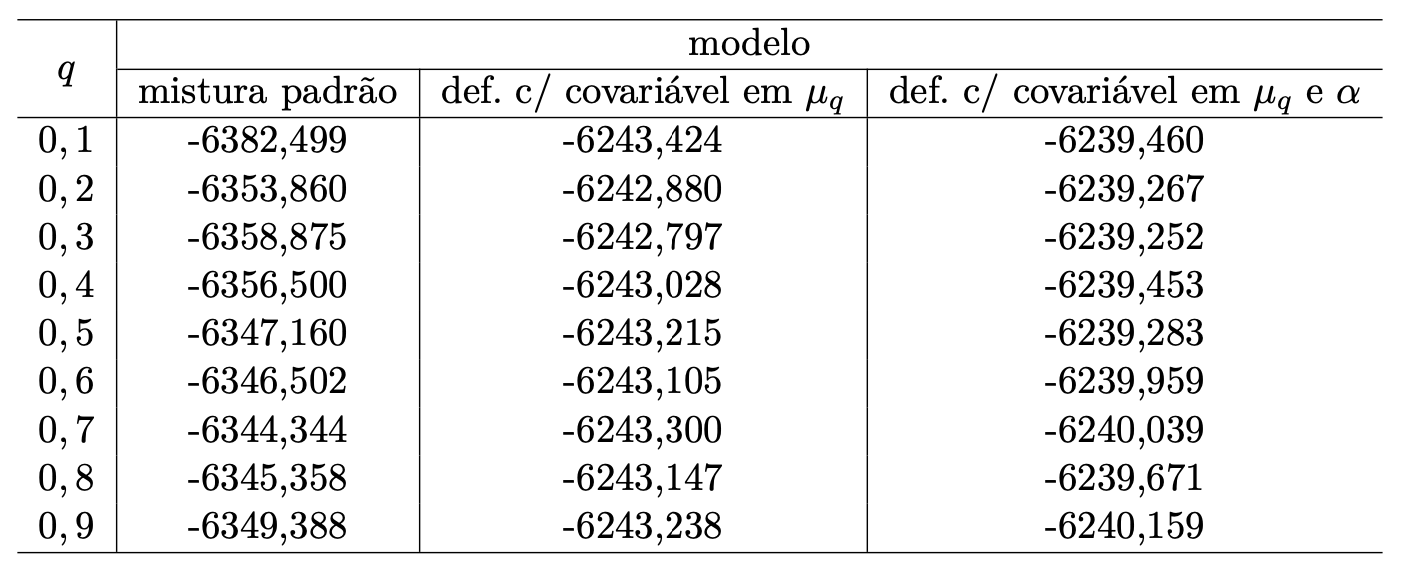 modelo
q
mistura padrão def. c/ covariável em μq def. c/ covariável em μq e α
0, 1 -6382,499 -6243,424 -6239,460
0, 2 -6353,860 -6242,880 -6239,267
0, 3 -6358,875 -6242,797 -6239,252
0, 4 -6356,500 -6243,028 -6239,453
0, 5 -6347,160 -6243,215 -6239,283
0, 6 -6346,502 -6243,105 -6239,959
0, 7 -6344,344 -6243,300 -6240,039
0, 8 -6345,358 -6243,147 -6239,671
0, 9 -6349,388 -6243,238 -6240,159